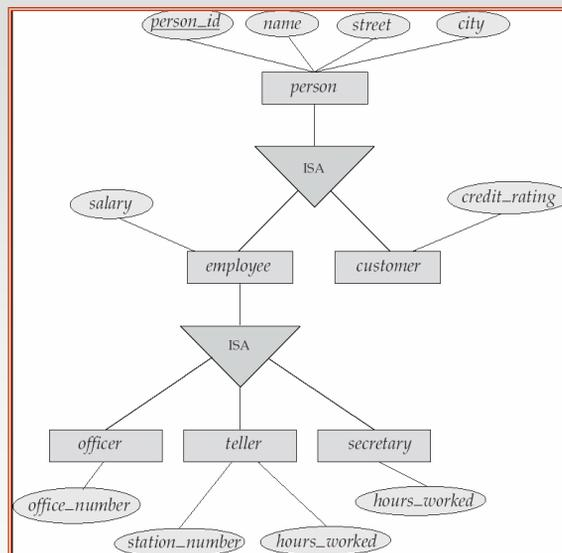 person_id name street city
person
ISA
salary credit_rating
employee customer
ISA
officer teller secretary
office_number hours_worked
station_number hours_worked